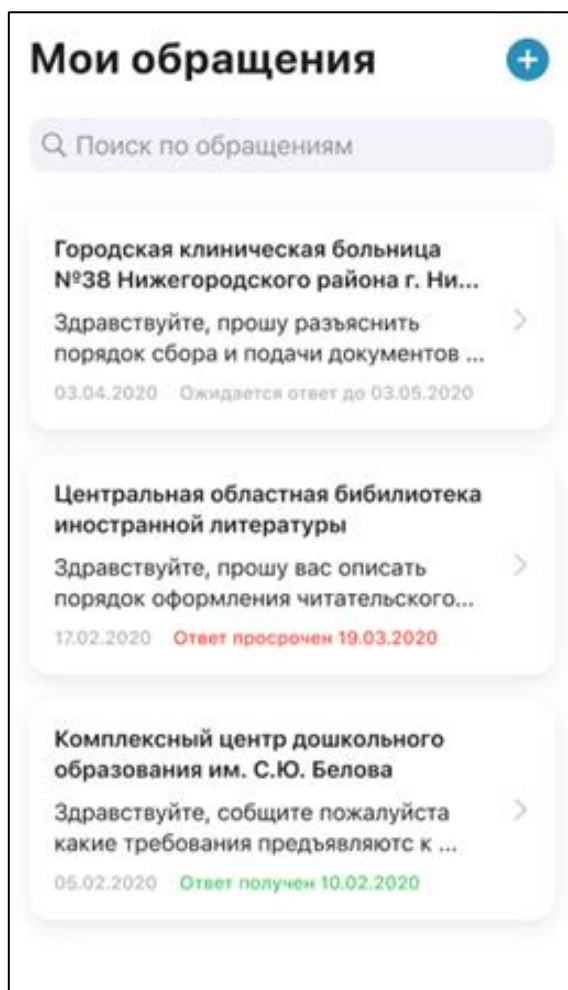 Мои обращения
Поиск по обращениям
Городская клиническая больница
№38 Нижегородского района г. Ни...
Здравствуйте, прошу разъяснить
порядок сбора и подачи документов ...
03.04.2020 Ожидается ответ до 03.05.2020
Центральная областная бибилиотека
иностранной литературы
Здравствуйте, прошу вас описать
порядок оформления читательского...
17.02.2020 Ответ просрочен 19.03.2020
Комплексный центр дошкольного
образования им. С.Ю. Белова
Здравствуйте, собщите пожалуйста
какие требования предъявляютс к ...
05.02.2020 Ответ получен 10.02.2020